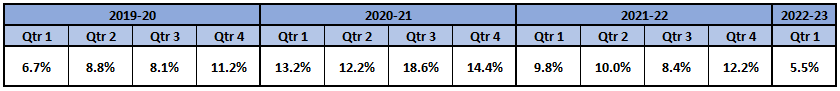 2019-20 2020-21 2021-22 2022-23
Qtr 1 Qtr 2 Qtr 3 Qtr 4 Qtr 1 Qtr 2 Qtr 3 Qtr 4 Qtr 1 Qtr 2 Qtr 3 Qtr 4 Qtr 1
6.7% 8.8% 8.1% 11.2% 13.2% 12.2% 18.6% 14.4% 9.8% 10.0% 8.4% 12.2% 5.5%